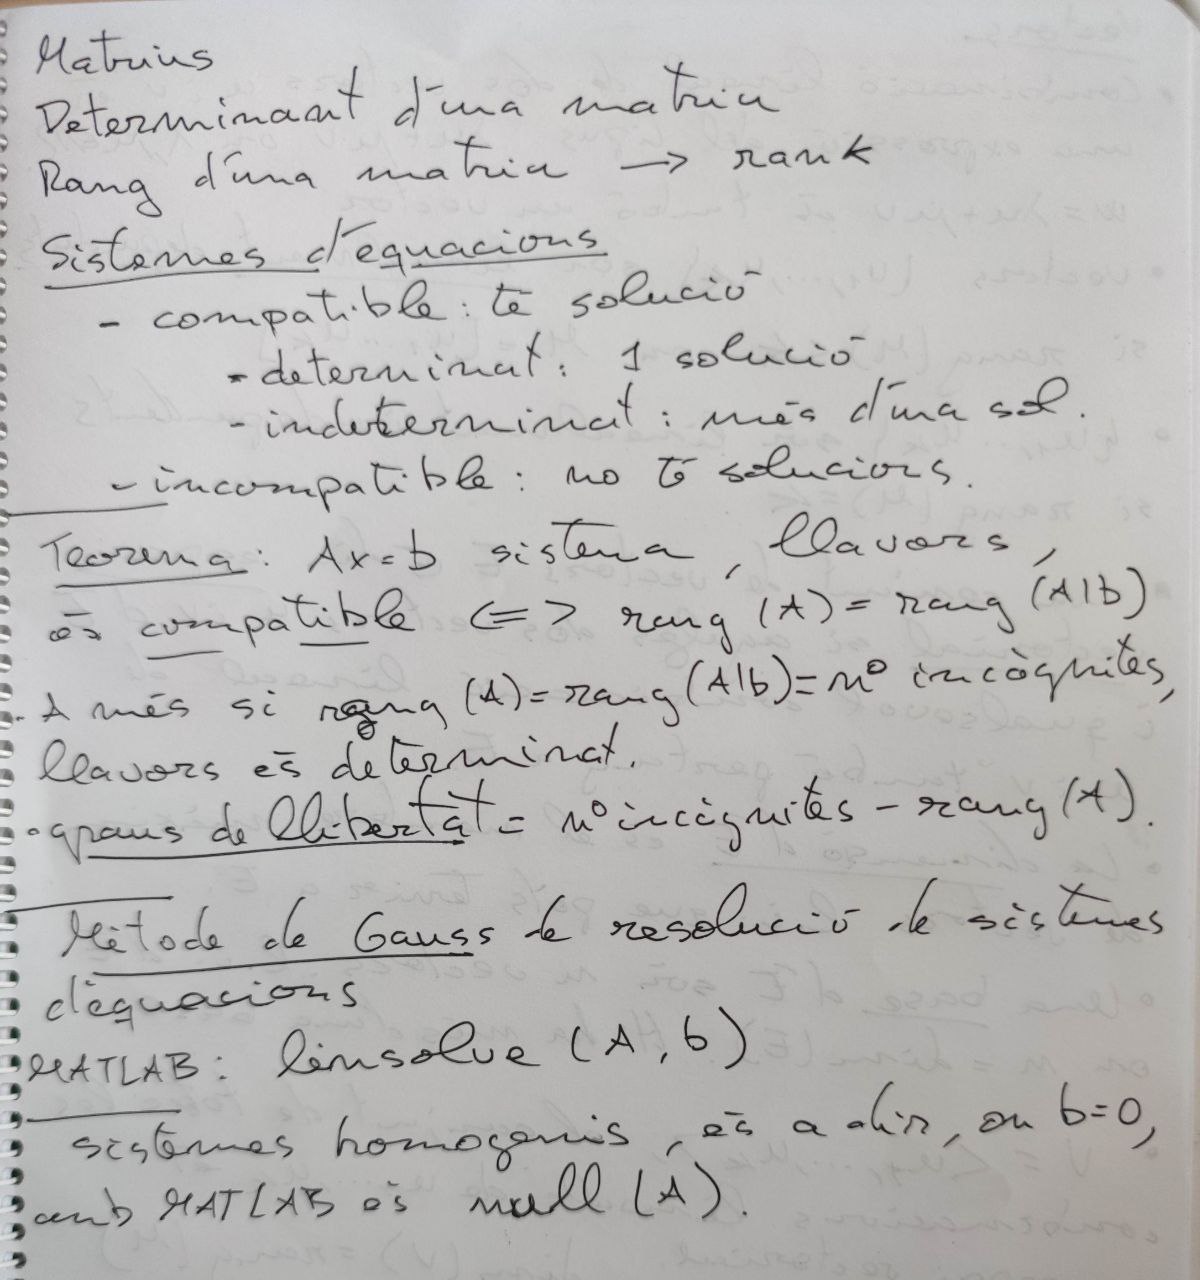 Matrius
Determinant d'una matriu
Rang d'una matriu → rank
Sistemes d'equacions
- compatible: té solució
- determinat: 1 solució
- indeterminat: més d'una sol.
- incompatible: no té solucions.
Teorema: Ax=b sistema, llavors,
és compatible <=> rang (A) = rang (A|b)
. A més si rang (A) = rang (A|b) = nº incògnites,
llavors és determinat.
• graus de llibertat = nº incògnites - rang (A).
Mètode de Gauss de resolució de sistemes
d'equacions
MATLAB: linsolve (A, b)
sistemes homogenis, és a dir, on b=0,
amb MATLAB és null (A).